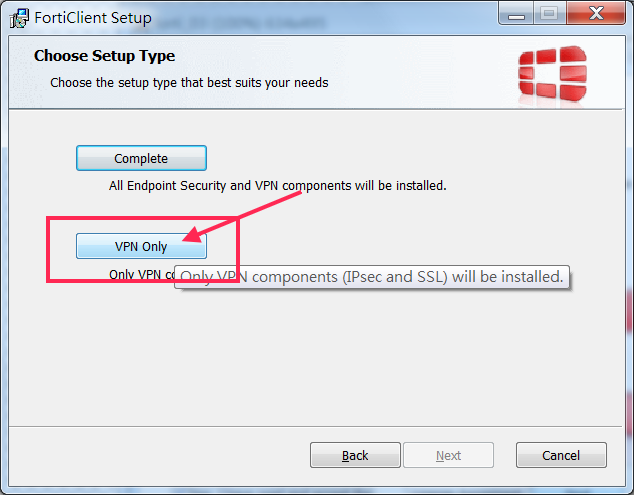 FortiClient Setup
Choose Setup Type
Choose the setup type that best suits your needs
Complete
All Endpoint Security and VPN components will be installed.
VPN Only
Only VPN
Only VPN components (IPsec and SSL) will be installed.
Back
Next
Cancel